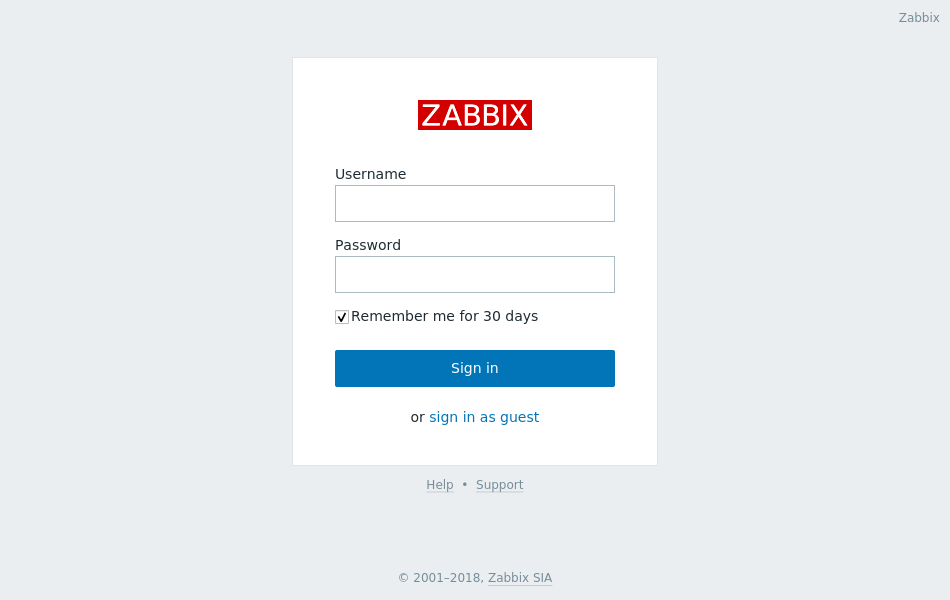 Zabbix
ZABBIX
Username
Password
Remember me for 30 days
Sign in
or sign in as guest
Help • Support
© 2001–2018, Zabbix SIA